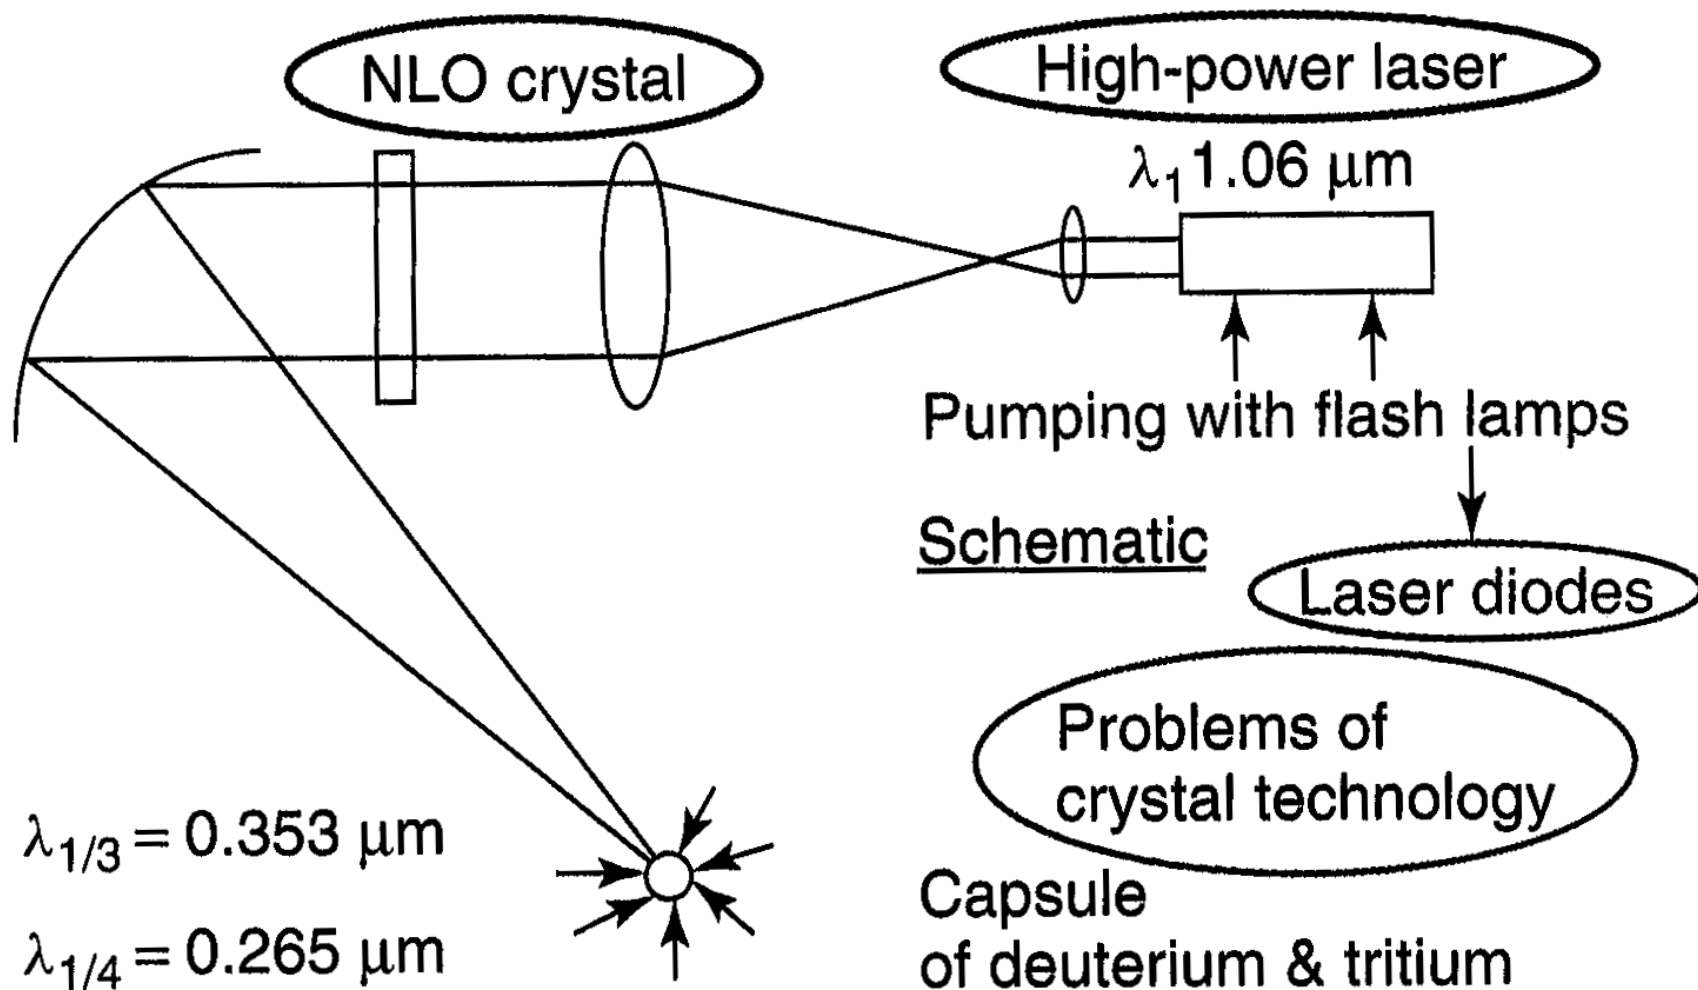 NLO crystal
High-power laser
λ₁ 1.06 μm
Pumping with flash lamps
Schematic
Laser diodes
Problems of
crystal technology
λ₁/₃ = 0.353 μm
λ₁/₄ = 0.265 μm
Capsule
of deuterium & tritium